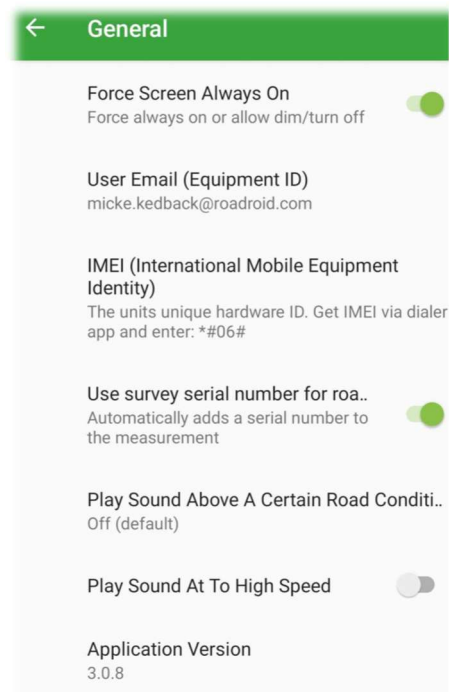 General
Force Screen Always On
Force always on or allow dim/turn off
User Email (Equipment ID)
micke.kedback@roadroid.com
IMEI (International Mobile Equipment
Identity)
The units unique hardware ID. Get IMEI via dialer
app and enter: *#06#
Use survey serial number for roa..
Automatically adds a serial number to
the measurement
Play Sound Above A Certain Road Conditi..
Off (default)
Play Sound At To High Speed
Application Version
3.0.8